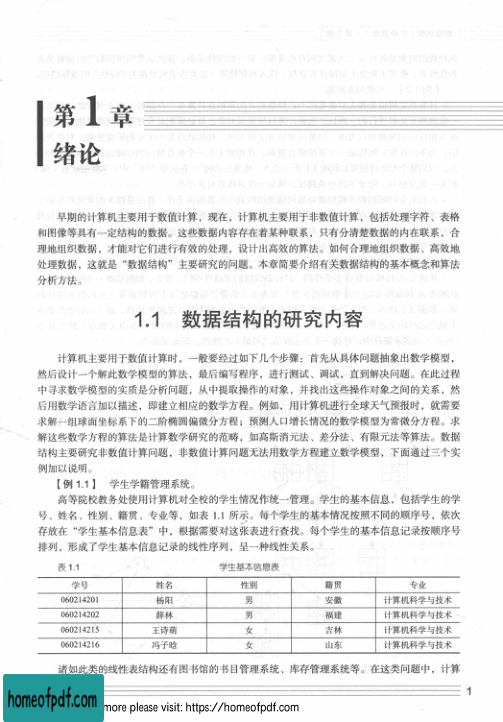 第1章
绪论
早期的计算机主要用于数值计算，现在，计算机主要用于非数值计算，包括处理字符、表格
和图像等具有一定结构的数据。这些数据内容存在着某种联系，只有分清楚数据的内在联系，合
理地组织数据，才能对它们进行有效的处理，设计出高效的算法。如何合理地组织数据、高效地
处理数据，这就是“数据结构”主要研究的问题。本章简要介绍有关数据结构的基本概念和算法
分析方法。
1.1 数据结构的研究内容
计算机主要用于数值计算时，一般要经过如下几个步骤：首先从具体问题抽象出数学模型，
然后设计一个解此数学模型的算法，最后编写程序，进行测试、调试，直到解决问题。在此过程
中寻求数学模型的实质是分析问题，从中提取操作的对象，并找出这些操作对象之间的关系，然
后用数学语言加以描述，即建立相应的数学方程。例如，用计算机进行全球天气预报时，就需要
求解一组球面坐标系下的二阶椭圆偏微分方程；预测人口增长情况的数学模型为常微分方程。求
解这些数学方程的算法是计算数学研究的范畴，如高斯消元法、差分法、有限元法等算法。数据
结构主要研究非数值计算问题，非数值计算问题无法用数学方程建立数学模型，下面通过三个实
例加以说明。
【例 1.1】 学生学籍管理系统。
高等院校教务处使用计算机对全校的学生情况作统一管理。学生的基本信息，包括学生的学
号、姓名、性别、籍贯、专业等，如表 1.1 所示。每个学生的基本情况按照不同的顺序号，依次
存放在“学生基本信息表”中，根据需要对这张表进行查找。每个学生的基本信息记录按顺序号
排列，形成了学生基本信息记录的线性序列，呈一种线性关系。
表 1.1 学生基本信息表
学号 姓名 性别 籍贯 专业
060214201 杨阳 男 安徽 计算机科学与技术
060214202 薛林 男 福建 计算机科学与技术
060214215 王诗萌 女 吉林 计算机科学与技术
060214216 冯子晗 女 山东 计算机科学与技术
诸如此类的线性表结构还有图书馆的书目管理系统、库存管理系统等。在这类问题中，计算
1
homeofpdf.com
more please visit: https://homeofpdf.com